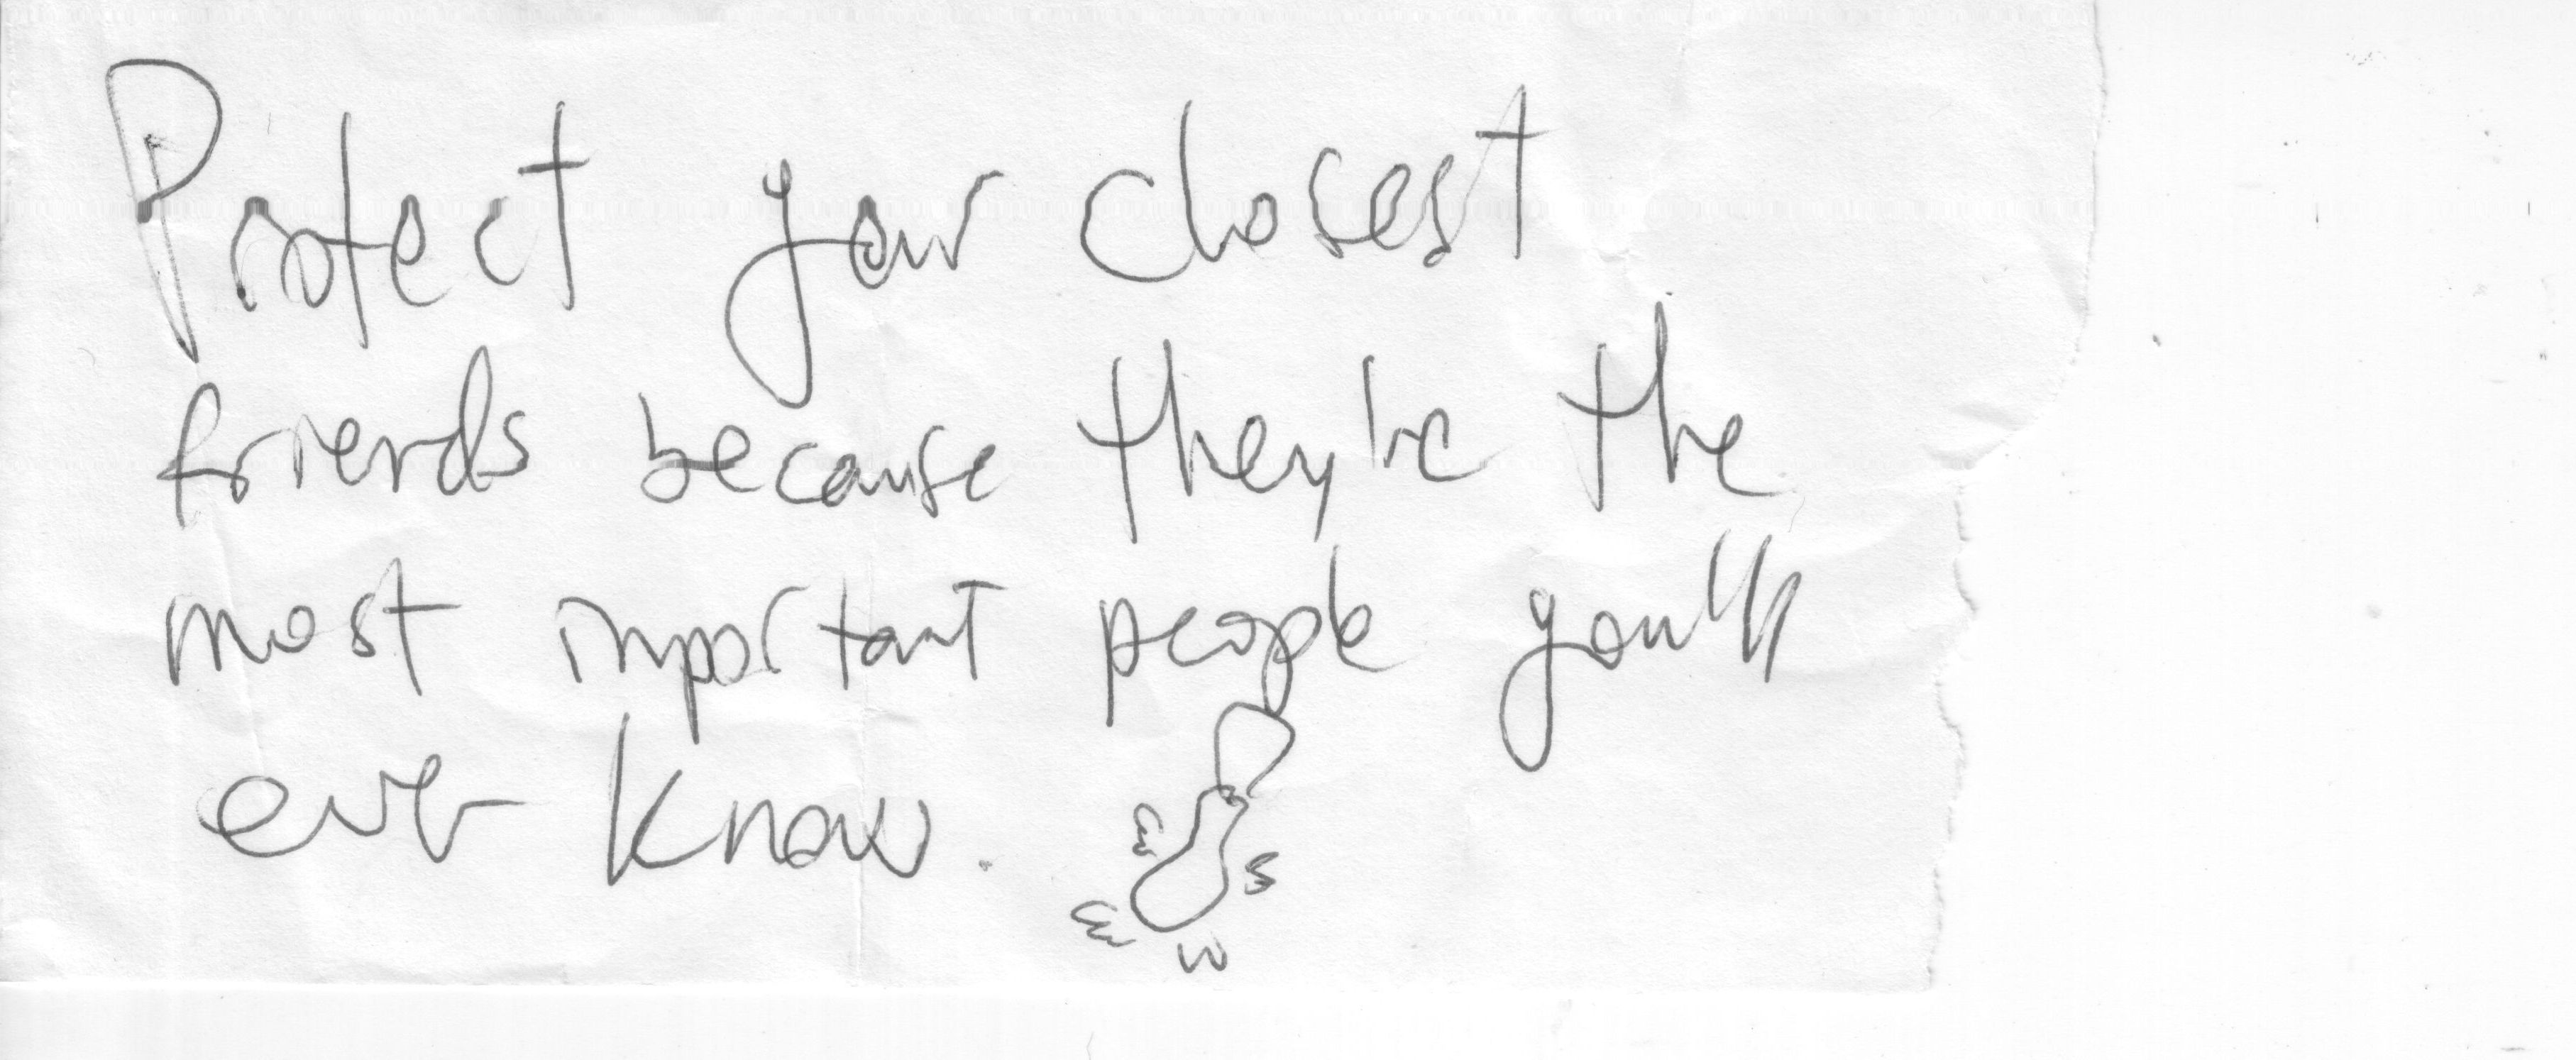 Protect your closest
friends because they're the
most important people you'll
ever know.